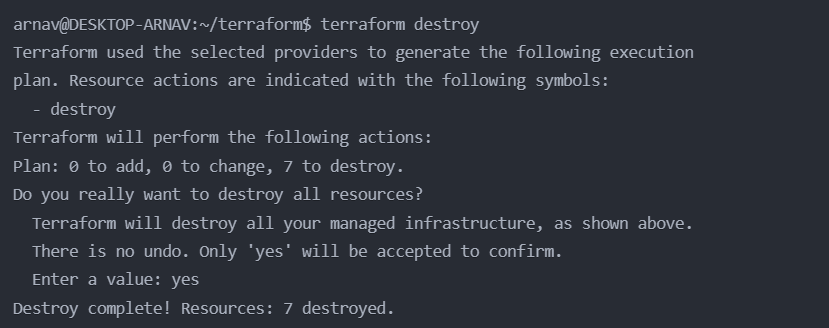 arnav@DESKTOP-ARNAV:~/terraform$ terraform destroy
Terraform used the selected providers to generate the following execution
plan. Resource actions are indicated with the following symbols:
  - destroy
Terraform will perform the following actions:
Plan: 0 to add, 0 to change, 7 to destroy.
Do you really want to destroy all resources?
  Terraform will destroy all your managed infrastructure, as shown above.
  There is no undo. Only 'yes' will be accepted to confirm.
  Enter a value: yes
Destroy complete! Resources: 7 destroyed.